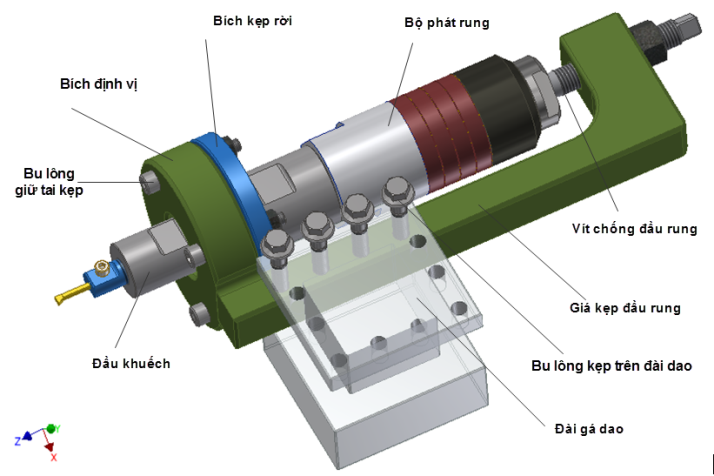 Bích kẹp rời
Bộ phát rung
Bích định vị
Bu lông
giữ tai kẹp
Vít chống đầu rung
Giá kẹp đầu rung
Đầu khuếch
Bu lông kẹp trên đài dao
Đài gá dao
Z
Y
X